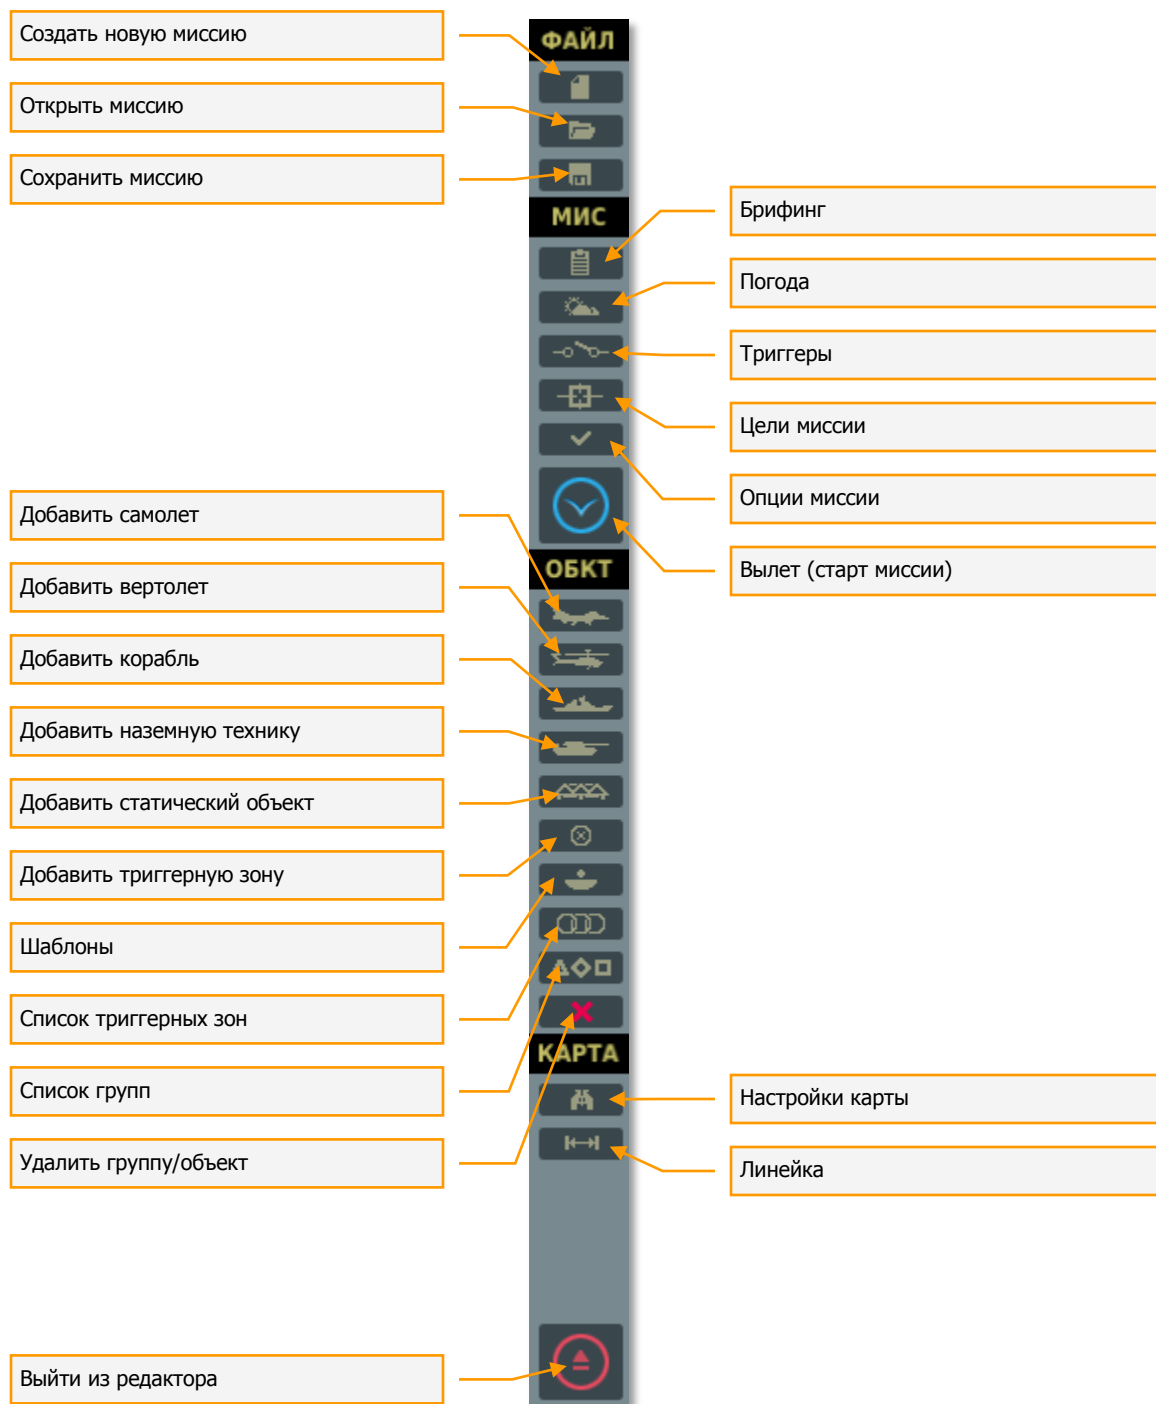 Создать новую миссию
ФАЙЛ
Открыть миссию
Сохранить миссию
МИС
Брифинг
Погода
Триггеры
Цели миссии
Опции миссии
Добавить самолет
ОБКТ
Вылет (старт миссии)
Добавить вертолет
Добавить корабль
Добавить наземную технику
Добавить статический объект
Добавить триггерную зону
Шаблоны
Список триггерных зон
КАРТА
Список групп
Настройки карты
Удалить группу/объект
Линейка
Выйти из редактора